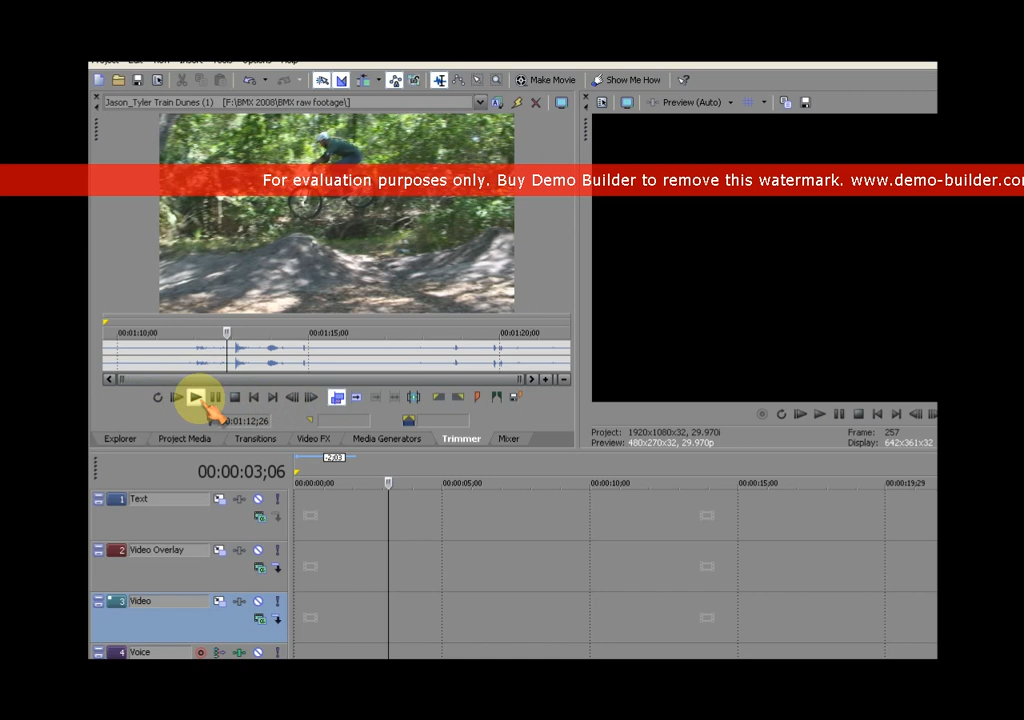 Project Edit View Insert Tools Options Help
Make Movie Show Me How
Jason_Tyler Train Dunes (1) [F:\BMX 2008\BMX raw footage\]
Preview (Auto)
For evaluation purposes only. Buy Demo Builder to remove this watermark. www.demo-builder.com
00:01:10;00 00:01:15;00 00:01:20;00
0:01:12;26
Explorer Project Media Transitions Video FX Media Generators Trimmer Mixer
Project: 1920x1080x32, 29.970i Frame: 257
Preview: 480x270x32, 29.970p Display: 642x361x32
00:00:03;06
-2:03
00:00:00;00 00:00:05;00 00:00:10;00 00:00:15;00 00:00:19;29
1 Text
2 Video Overlay
3 Video
4 Voice